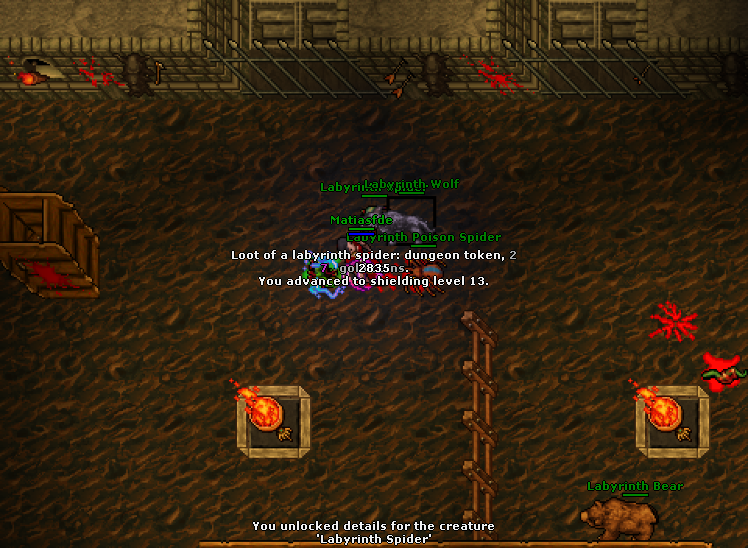 Labyrinth Wolf
Matiasfde
Labyrinth Poison Spider
Loot of a labyrinth spider: dungeon token, 2
2835
You advanced to shielding level 13.
Labyrinth Bear
You unlocked details for the creature
'Labyrinth Spider'